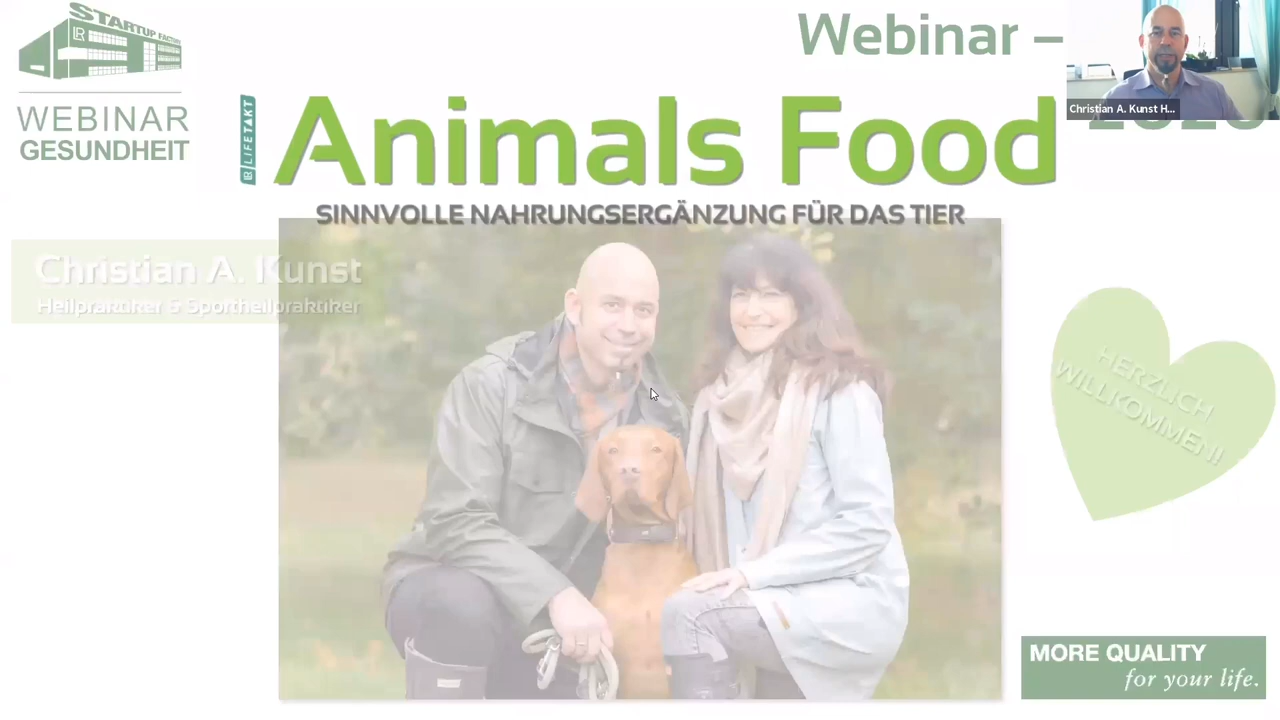 STARTUP FACTORY
LR
WEBINAR
GESUNDHEIT
Webinar –
Christian A. Kunst H...
LR LIFETAKT
Animals Food
SINNVOLLE NAHRUNGSERGÄNZUNG FÜR DAS TIER
Christian A. Kunst
Heilpraktiker & Sportheilpraktiker
HERZLICH
WILLKOMMEN!
MORE QUALITY
for your life.